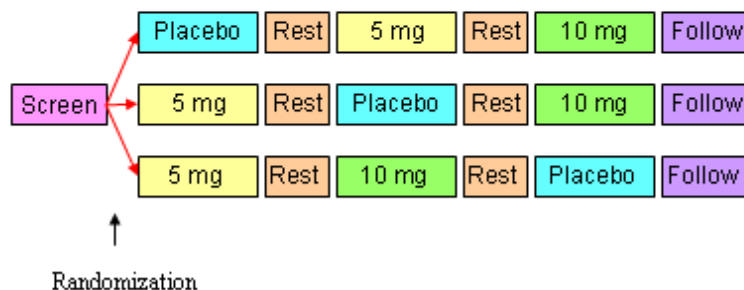 Placebo Rest 5 mg Rest 10 mg Follow
Screen 5 mg Rest Placebo Rest 10 mg Follow
5 mg Rest 10 mg Rest Placebo Follow
Randomization